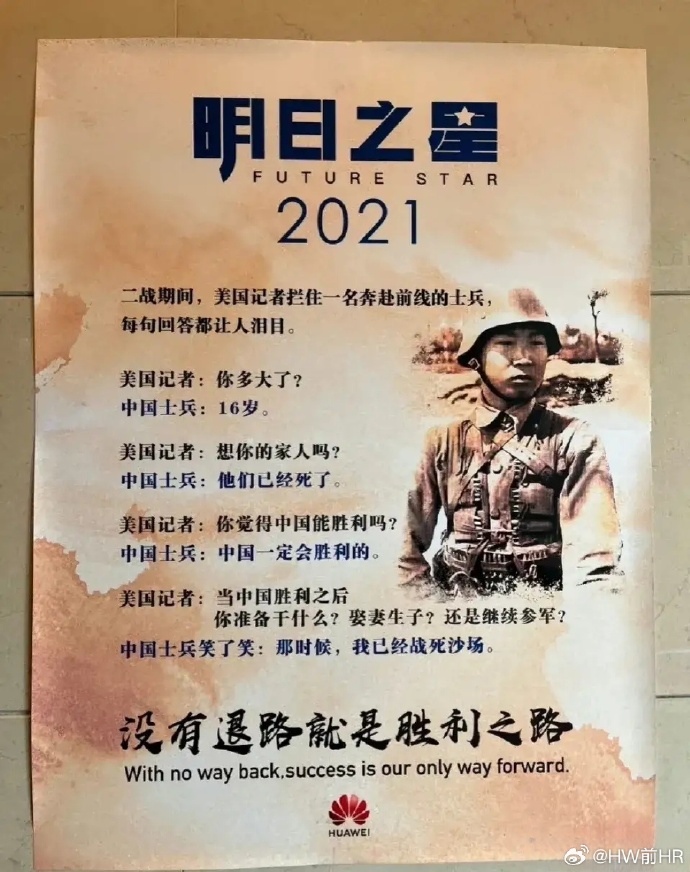 明日之星
FUTURE STAR
2021
二战期间，美国记者拦住一名奔赴前线的士兵，
每句回答都让人泪目。
美国记者：你多大了？
中国士兵：16岁。
美国记者：想你的家人吗？
中国士兵：他们已经死了。
美国记者：你觉得中国能胜利吗？
中国士兵：中国一定会胜利的。
美国记者：当中国胜利之后
你准备干什么？娶妻生子？还是继续参军？
中国士兵笑了笑：那时候，我已经战死沙场。
没有退路就是胜利之路
With no way back,success is our only way forward.
HUAWEI
@HW前HR